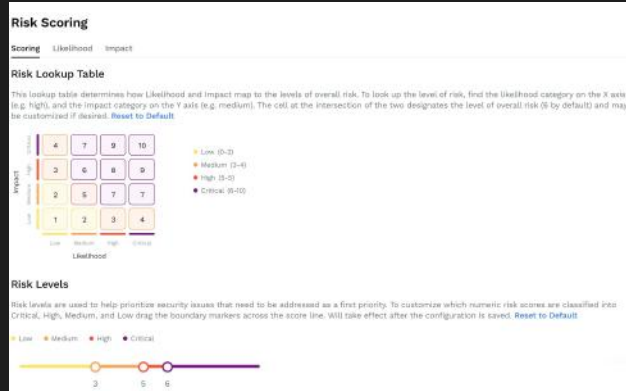 Risk Scoring
Scoring Likelihood Impact
Risk Lookup Table
This lookup table determines how Likelihood and Impact map to the levels of overall risk. To look up the level of risk, find the likelihood category on the X axis
(e.g. high), and the impact category on the Y axis (e.g. medium). The cell at the intersection of the two designates the level of overall risk (6 by default) and may
be customized if desired. Reset to Default
Critical 4 7 9 10
High 3 6 8 9
Medium 2 5 7 7
Low 1 2 3 4
Impact
Low Medium High Critical
Likelihood
Low (0-2)
Medium (3-4)
High (5-5)
Critical (6-10)
Risk Levels
Risk levels are used to help prioritize security issues that need to be addressed as a first priority. To customize which numeric risk scores are classified into
Critical, High, Medium, and Low drag the boundary markers across the score line. Will take effect after the configuration is saved. Reset to Default
Low Medium High Critical
3 5 6